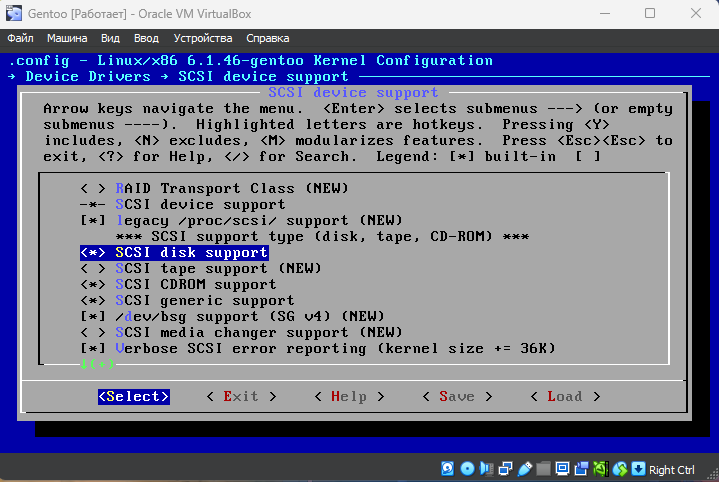 Gentoo [Работает] - Oracle VM VirtualBox
Файл Машина Вид Ввод Устройства Справка
.config - Linux/x86 6.1.46-gentoo Kernel Configuration
→ Device Drivers → SCSI device support
SCSI device support
Arrow keys navigate the menu.  <Enter> selects submenus ---> (or empty
submenus ----).  Highlighted letters are hotkeys.  Pressing <Y>
includes, <N> excludes, <M> modularizes features.  Press <Esc><Esc> to
exit, <?> for Help, </> for Search.  Legend: [*] built-in  [ ]
< > RAID Transport Class (NEW)
-*- SCSI device support
[*] legacy /proc/scsi/ support (NEW)
*** SCSI support type (disk, tape, CD-ROM) ***
<*> SCSI disk support
< > SCSI tape support (NEW)
<*> SCSI CDROM support
<*> SCSI generic support
[*] /dev/bsg support (SG v4) (NEW)
< > SCSI media changer support (NEW)
[*] Verbose SCSI error reporting (kernel size += 36K)
↓(+)
<Select> < Exit > < Help > < Save > < Load >
Right Ctrl